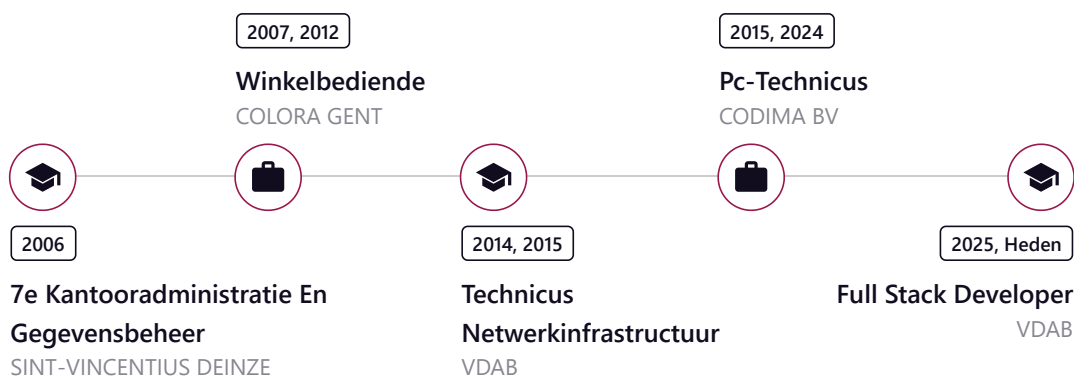 2007, 2012
Winkelbediende
COLORA GENT
2015, 2024
Pc-Technicus
CODIMA BV
2006
7e Kantooradministratie En
Gegevensbeheer
SINT-VINCENTIUS DEINZE
2014, 2015
Technicus
Netwerkinfrastructuur
VDAB
2025, Heden
Full Stack Developer
VDAB